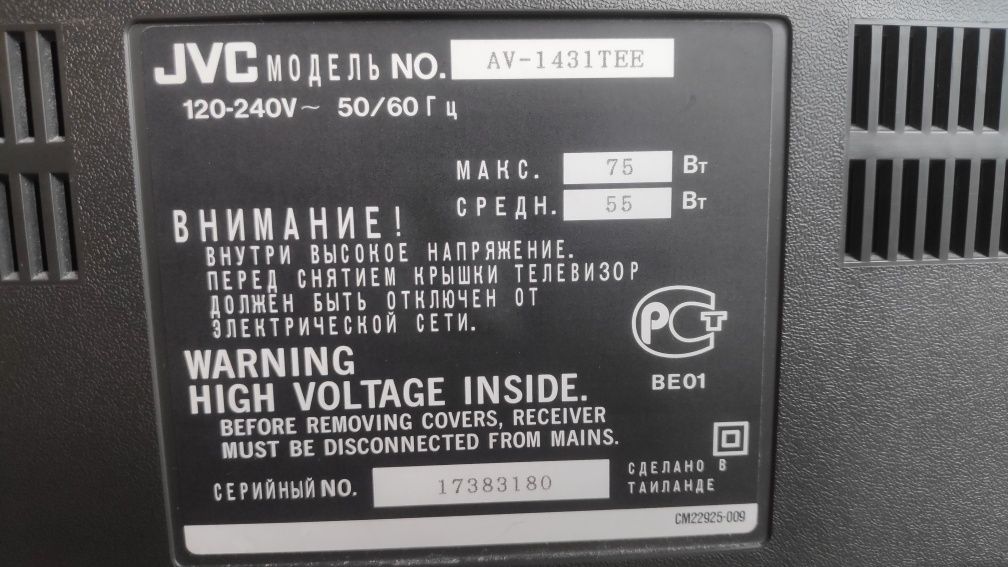 JVC МОДЕЛЬ NO. AV-1431TEE
120-240V~ 50/60 Гц
МАКС. 75 Вт
СРЕДН. 55 Вт
ВНИМАНИЕ!
ВНУТРИ ВЫСОКОЕ НАПРЯЖЕНИЕ.
ПЕРЕД СНЯТИЕМ КРЫШКИ ТЕЛЕВИЗОР
ДОЛЖЕН БЫТЬ ОТКЛЮЧЕН ОТ
ЭЛЕКТРИЧЕСКОЙ СЕТИ.
РСТ
BE01
WARNING
HIGH VOLTAGE INSIDE.
BEFORE REMOVING COVERS, RECEIVER
MUST BE DISCONNECTED FROM MAINS.
СЕРИЙНЫЙ NO. 17383180
СДЕЛАНО В
ТАИЛАНДЕ
CM22925-009